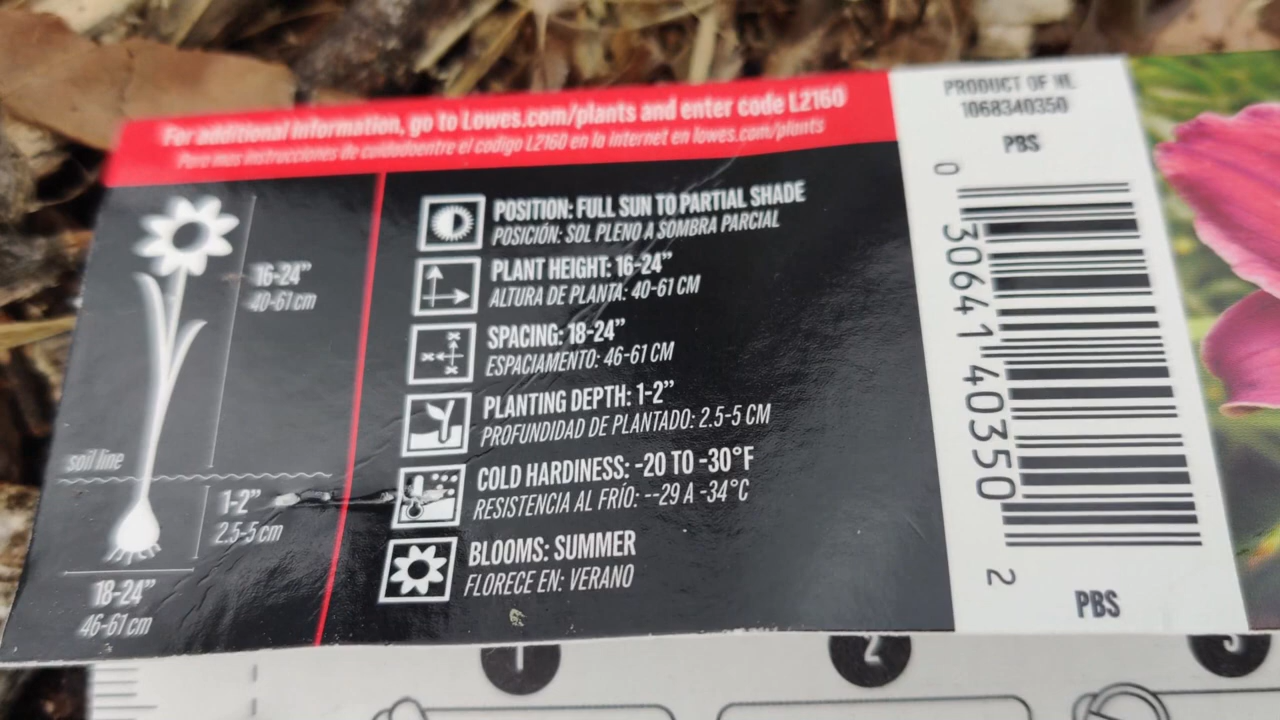 For additional information, go to Lowes.com/plants and enter code L2160
Para mas instrucciones de cuidadoentre el codigo L2160 en la internet en lowes.com/plants
16-24"
40-61 cm
soil line
1-2"
2.5-5 cm
18-24"
46-61 cm
POSITION: FULL SUN TO PARTIAL SHADE
POSICIÓN: SOL PLENO A SOMBRA PARCIAL
PLANT HEIGHT: 16-24"
ALTURA DE PLANTA: 40-61 CM
SPACING: 18-24"
ESPACIAMENTO: 46-61 CM
PLANTING DEPTH: 1-2"
PROFUNDIDAD DE PLANTADO: 2.5-5 CM
COLD HARDINESS: -20 TO -30°F
RESISTENCIA AL FRÍO: --29 A -34°C
BLOOMS: SUMMER
FLORECE EN: VERANO
PRODUCT OF NL
1068340350
PBS
0 30641 40350 2
PBS
1
2
3